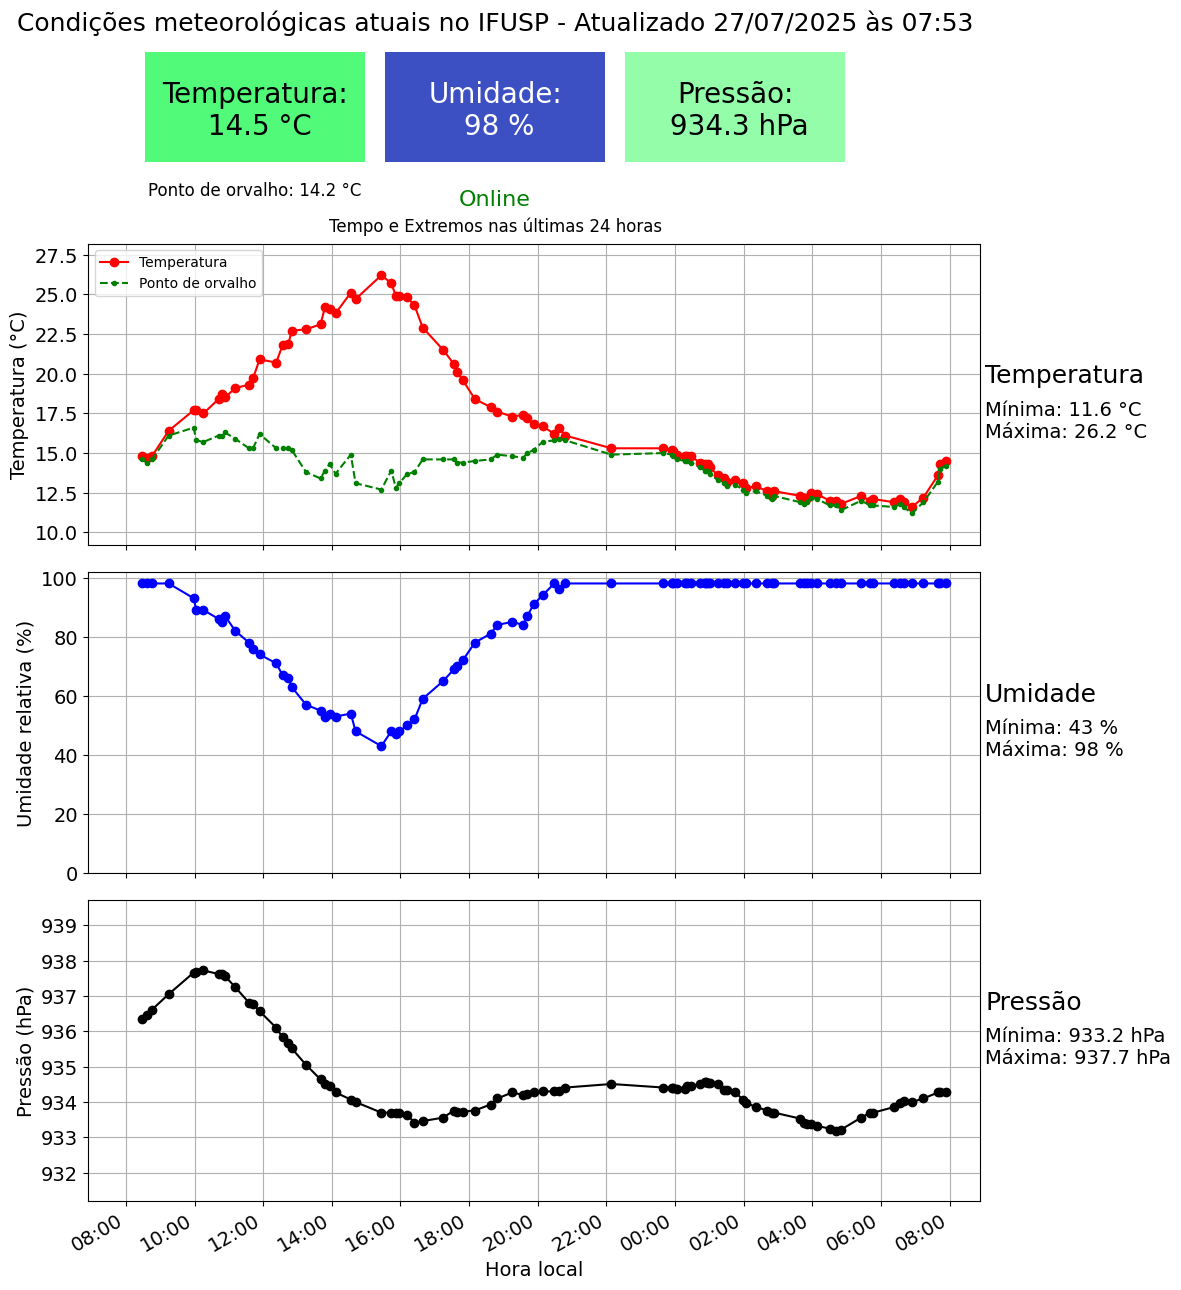 Condições meteorológicas atuais no IFUSP - Atualizado 27/07/2025 às 07:53
Temperatura:
14.5 °C
Umidade:
98 %
Pressão:
934.3 hPa
Ponto de orvalho: 14.2 °C
Online
Tempo e Extremos nas últimas 24 horas
Temperatura (°C)
27.5
25.0
22.5
20.0
17.5
15.0
12.5
10.0
Temperatura
Ponto de orvalho
Temperatura
Mínima: 11.6 °C
Máxima: 26.2 °C
Umidade relativa (%)
100
80
60
40
20
0
Umidade
Mínima: 43 %
Máxima: 98 %
Pressão (hPa)
939
938
937
936
935
934
933
932
Pressão
Mínima: 933.2 hPa
Máxima: 937.7 hPa
08:00 10:00 12:00 14:00 16:00 18:00 20:00 22:00 00:00 02:00 04:00 06:00 08:00
Hora local